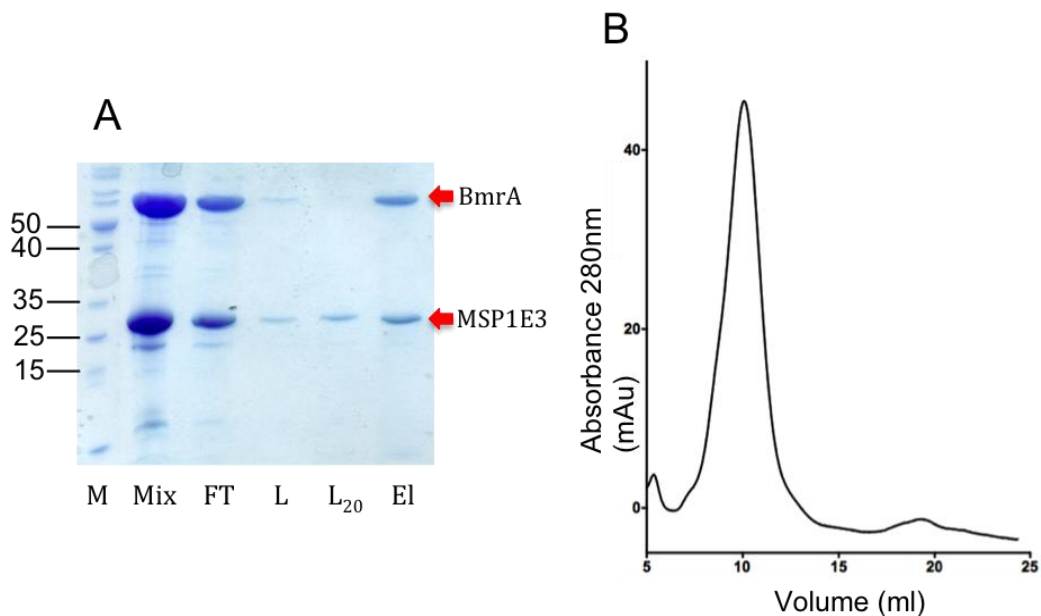 A
50
40
35
25
15
BmrA
MSP1E3
M Mix FT L L₂₀ El
B
Absorbance 280nm
(mAu)
40
20
0
5 10 15 20 25
Volume (ml)